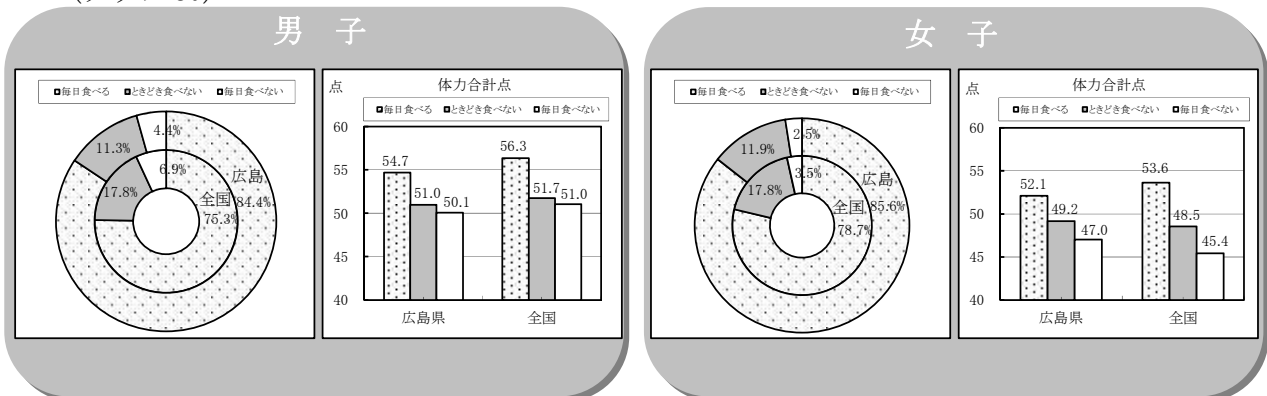 男 子
毎日食べる ときどき食べない 毎日食べない
4.4%
11.3%
6.9%
17.8%
広島
84.4%
全国
75.3%
点
体力合計点
毎日食べる ときどき食べない 毎日食べない
60
55
50
45
40
54.7
51.0
50.1
56.3
51.7
51.0
広島県
全国
女 子
毎日食べる ときどき食べない 毎日食べない
2.5%
11.9%
3.5%
17.8%
広島
85.6%
全国
78.7%
点
体力合計点
毎日食べる ときどき食べない 毎日食べない
60
55
50
45
40
52.1
49.2
47.0
53.6
48.5
45.4
広島県
全国